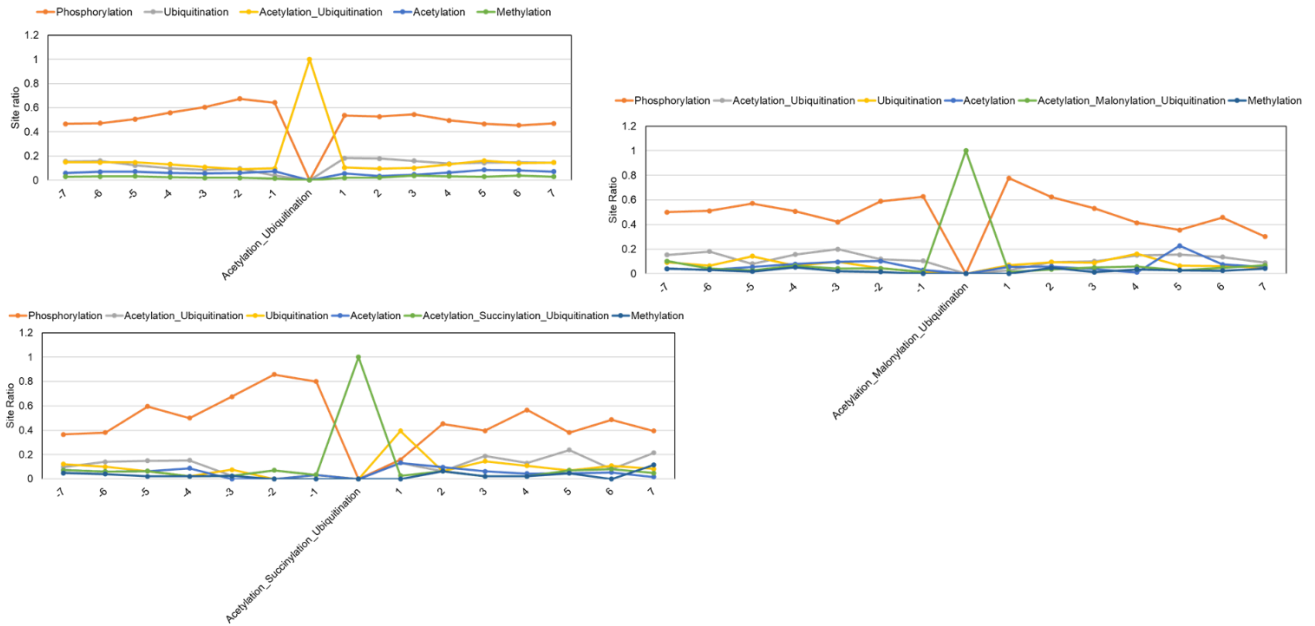 Phosphorylation Ubiquitination Acetylation_Ubiquitination Acetylation Methylation
1.2
1
0.8
0.6
0.4
0.2
0
Site ratio
-7 -6 -5 -4 -3 -2 -1 Acetylation_Ubiquitination 1 2 3 4 5 6 7
Phosphorylation Acetylation_Ubiquitination Ubiquitination Acetylation Acetylation_Malonylation_Ubiquitination Methylation
1.2
1
0.8
0.6
0.4
0.2
0
Site Ratio
-7 -6 -5 -4 -3 -2 -1 Acetylation_Malonylation_Ubiquitination 1 2 3 4 5 6 7
Phosphorylation Acetylation_Ubiquitination Ubiquitination Acetylation Acetylation_Succinylation_Ubiquitination Methylation
1.2
1
0.8
0.6
0.4
0.2
0
Site Ratio
-7 -6 -5 -4 -3 -2 -1 Acetylation_Succinylation_Ubiquitination 1 2 3 4 5 6 7